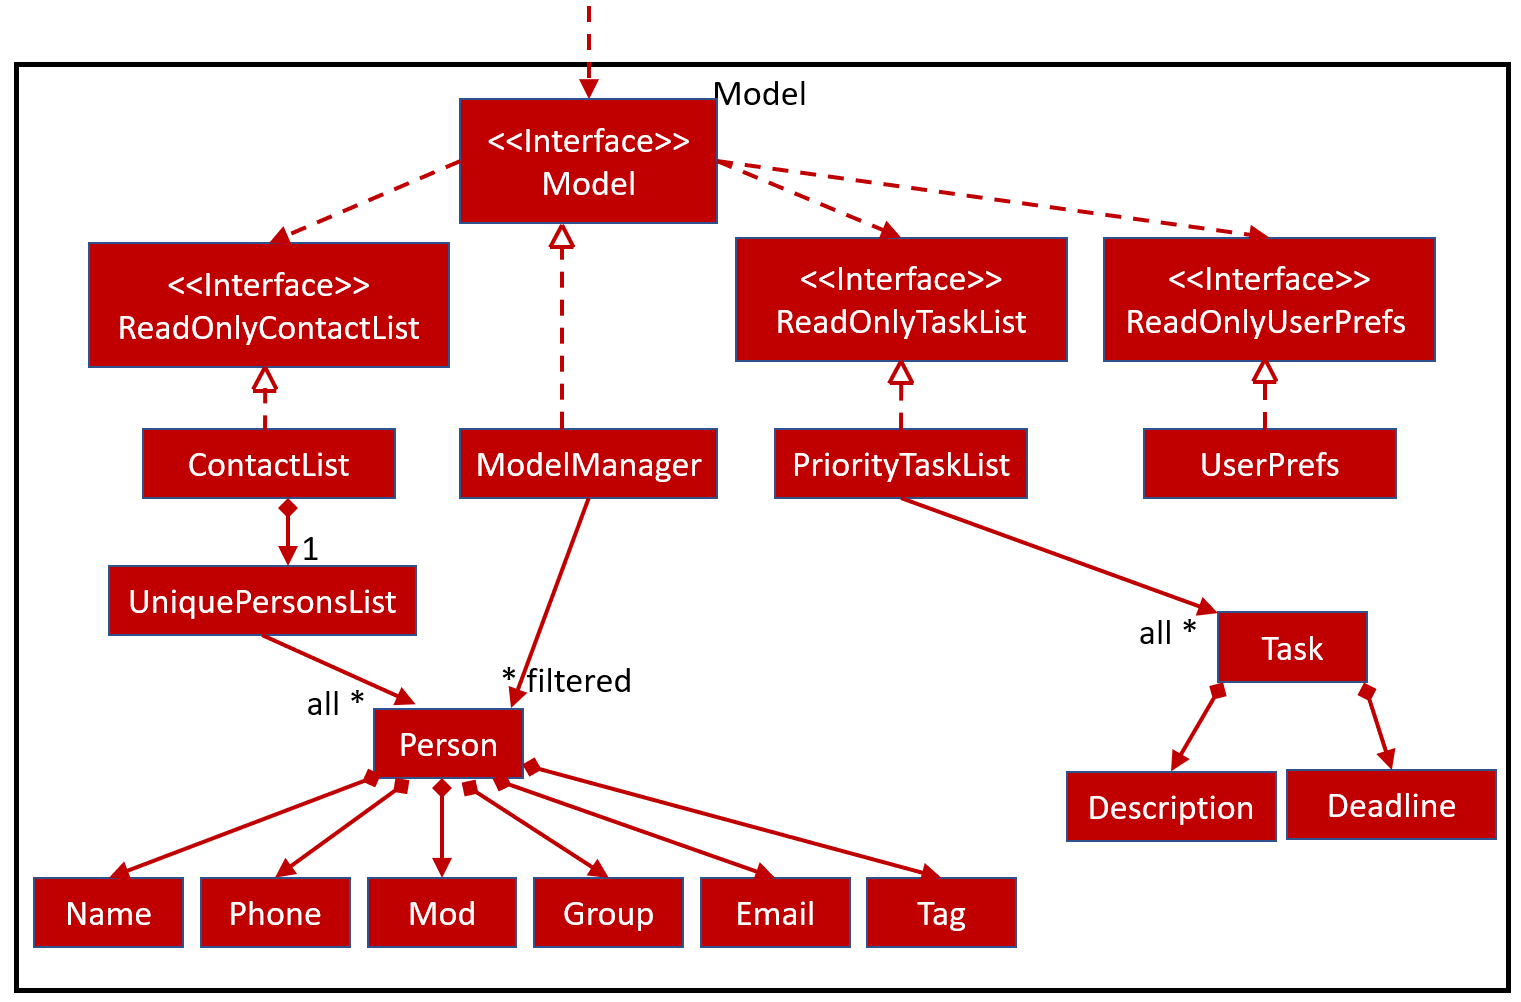 Model
<<Interface>>
Model
<<Interface>>
ReadOnlyContactList
<<Interface>>
ReadOnlyTaskList
<<Interface>>
ReadOnlyUserPrefs
ContactList
ModelManager
PriorityTaskList
UserPrefs
1
UniquePersonsList
all *
* filtered
all *
Task
Person
Description
Deadline
Name
Phone
Mod
Group
Email
Tag